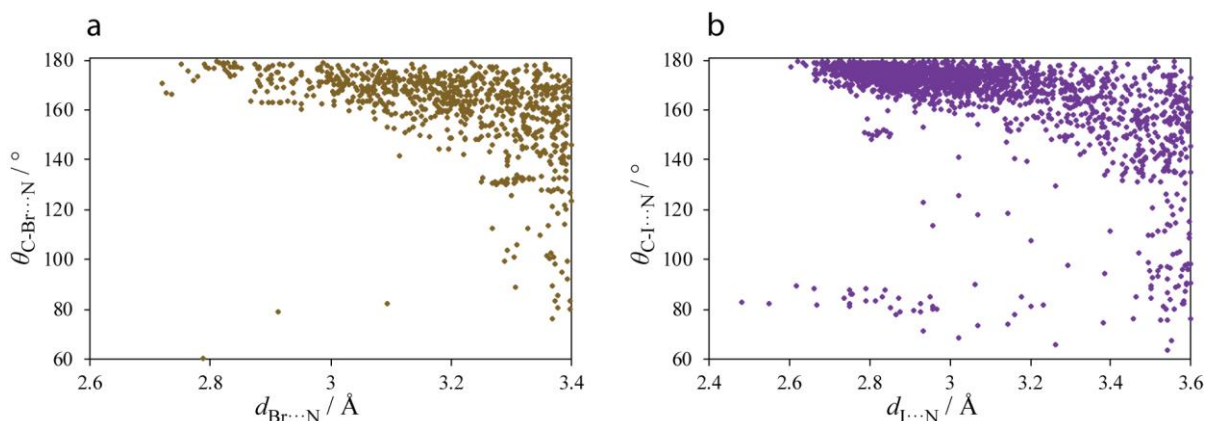 a
180
160
140
120
100
80
60
2.6 2.8 3 3.2 3.4
θC-Br···N / °
dBr···N / Å
b
180
160
140
120
100
80
60
2.4 2.6 2.8 3 3.2 3.4 3.6
θC-I···N / °
dI···N / Å